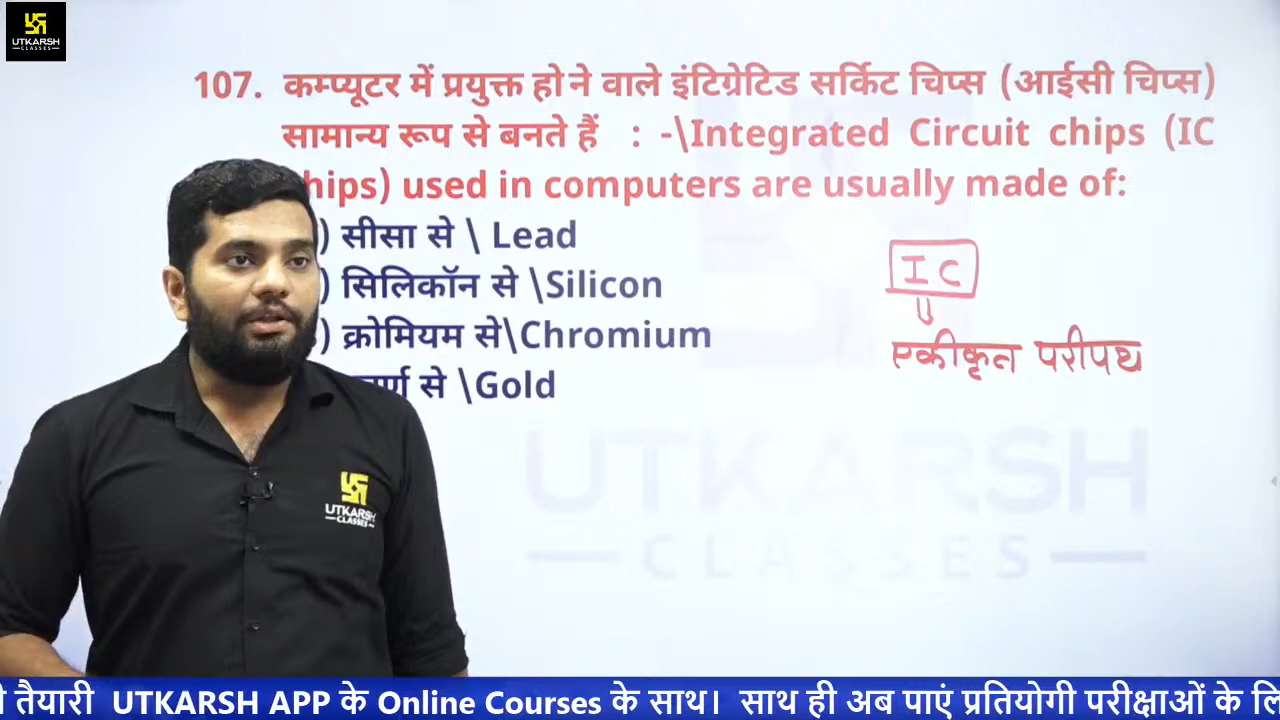 UTKARSH
CLASSES
107. कम्प्यूटर में प्रयुक्त हो ने वाले इंटिग्रेटिड सर्किट चिप्स (आईसी चिप्स)
सामान्य रूप से बनते हैं : -\Integrated Circuit chips (IC
hips) used in computers are usually made of:
) सीसा से \ Lead
) सिलिकॉन से \Silicon
) क्रोमियम से\Chromium
से \Gold
IC
एकीकृत परीपथ
UTKARSH
CLASSES
UTKARSH
CLASSES
तैयारी UTKARSH APP के Online Courses के साथ। साथ ही अब पाएं प्रतियोगी परीक्षाओं के लि